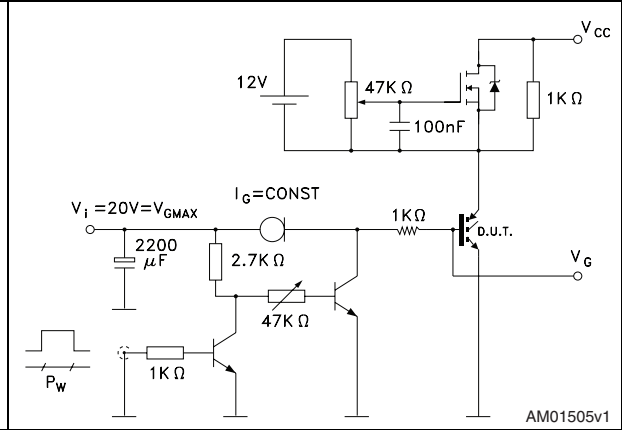 V CC
12V
47K Ω
1K Ω
100nF
I G=CONST
V i =20V=V GMAX
1K Ω
D.U.T.
2200
μF
2.7K Ω
V G
47K Ω
1K Ω
P W
AM01505v1